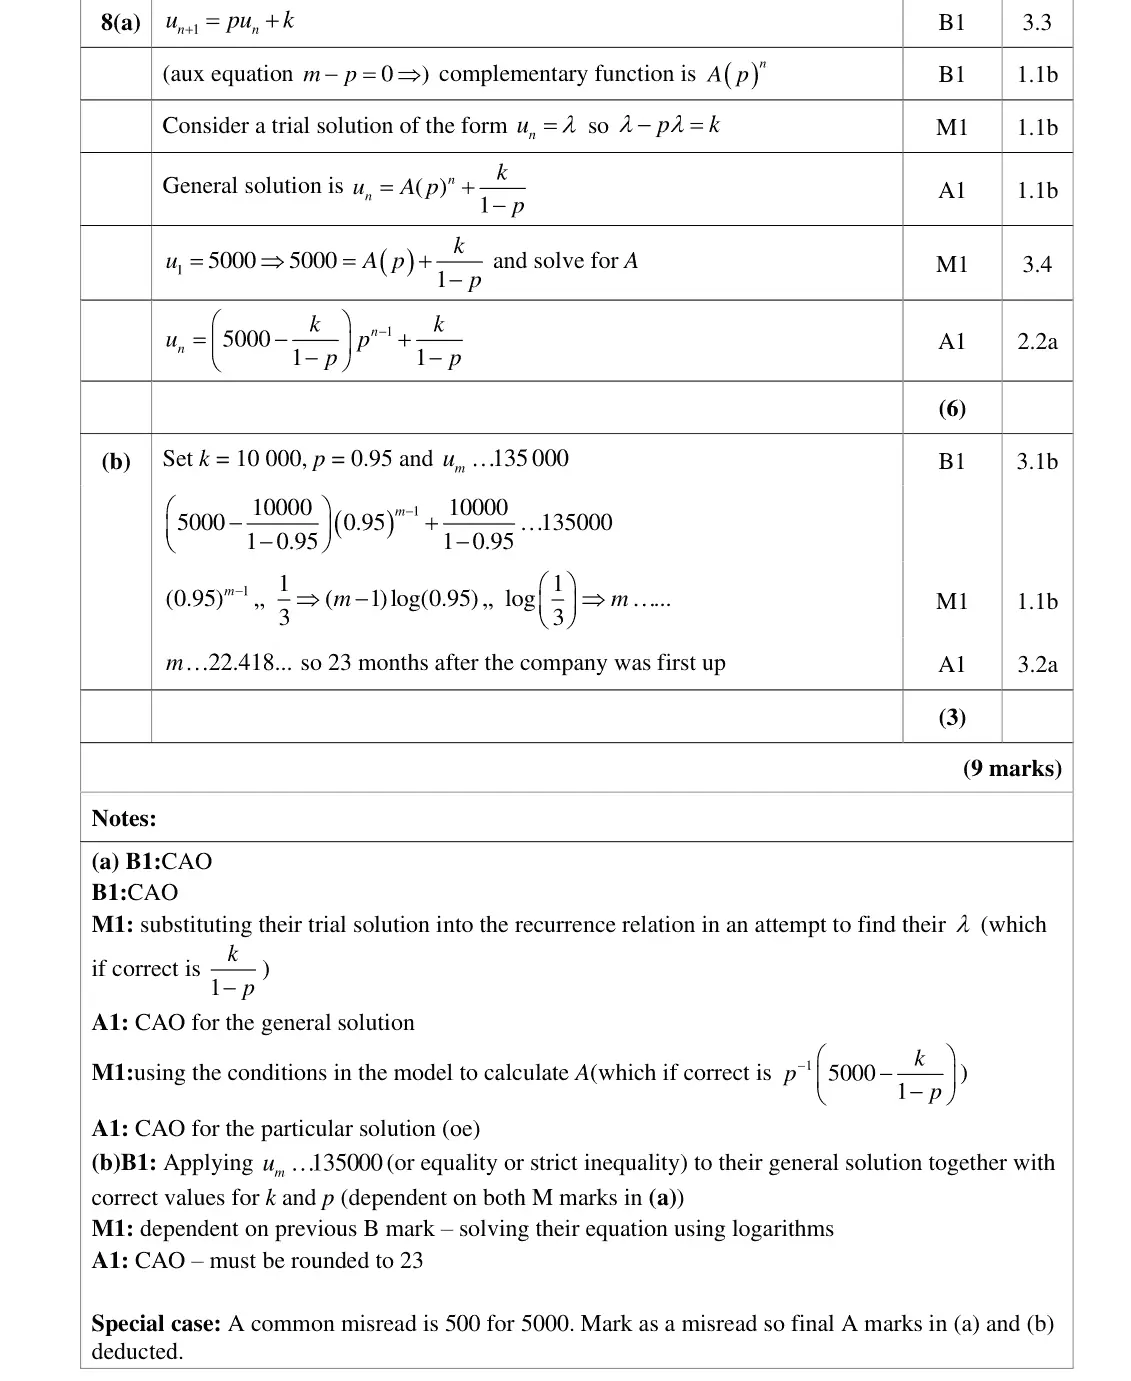 8(a) uₙ₊₁ = puₙ + k B1 3.3
(aux equation m − p = 0 ⇒) complementary function is A(p)ⁿ B1 1.1b
Consider a trial solution of the form uₙ = λ so λ − pλ = k M1 1.1b
General solution is uₙ = A(p)ⁿ + k/(1 − p) A1 1.1b
u₁ = 5000 ⇒ 5000 = A(p) + k/(1 − p) and solve for A M1 3.4
uₙ = (5000 − k/(1 − p)) pⁿ⁻¹ + k/(1 − p) A1 2.2a
(6)
(b) Set k = 10 000, p = 0.95 and uₘ …135 000 B1 3.1b
(5000 − 10000/(1 − 0.95)) (0.95)ᵐ⁻¹ + 10000/(1 − 0.95) …135000
(0.95)ᵐ⁻¹ ,, 1/3 ⇒ (m − 1) log(0.95) ,, log(1/3) ⇒ m …... M1 1.1b
m…22.418... so 23 months after the company was first up A1 3.2a
(3)
(9 marks)
Notes:
(a) B1:CAO
B1:CAO
M1: substituting their trial solution into the recurrence relation in an attempt to find their λ (which
if correct is k/(1 − p) )
A1: CAO for the general solution
M1:using the conditions in the model to calculate A(which if correct is p⁻¹(5000 − k/(1 − p)))
A1: CAO for the particular solution (oe)
(b)B1: Applying uₘ …135000 (or equality or strict inequality) to their general solution together with
correct values for k and p (dependent on both M marks in (a))
M1: dependent on previous B mark – solving their equation using logarithms
A1: CAO – must be rounded to 23
Special case: A common misread is 500 for 5000. Mark as a misread so final A marks in (a) and (b)
deducted.